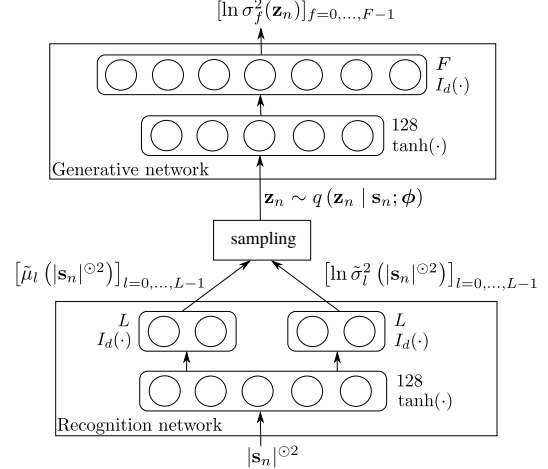 [ln σ_f^2(z_n)]_{f=0,...,F−1}
F
I_d(·)
128
tanh(·)
Generative network
z_n ∼ q (z_n | s_n; ϕ)
sampling
[μ̃_l (|s_n|^{⊙2})]_{l=0,...,L−1} [ln σ̃_l^2 (|s_n|^{⊙2})]_{l=0,...,L−1}
L L
I_d(·) I_d(·)
128
tanh(·)
Recognition network
|s_n|^{⊙2}